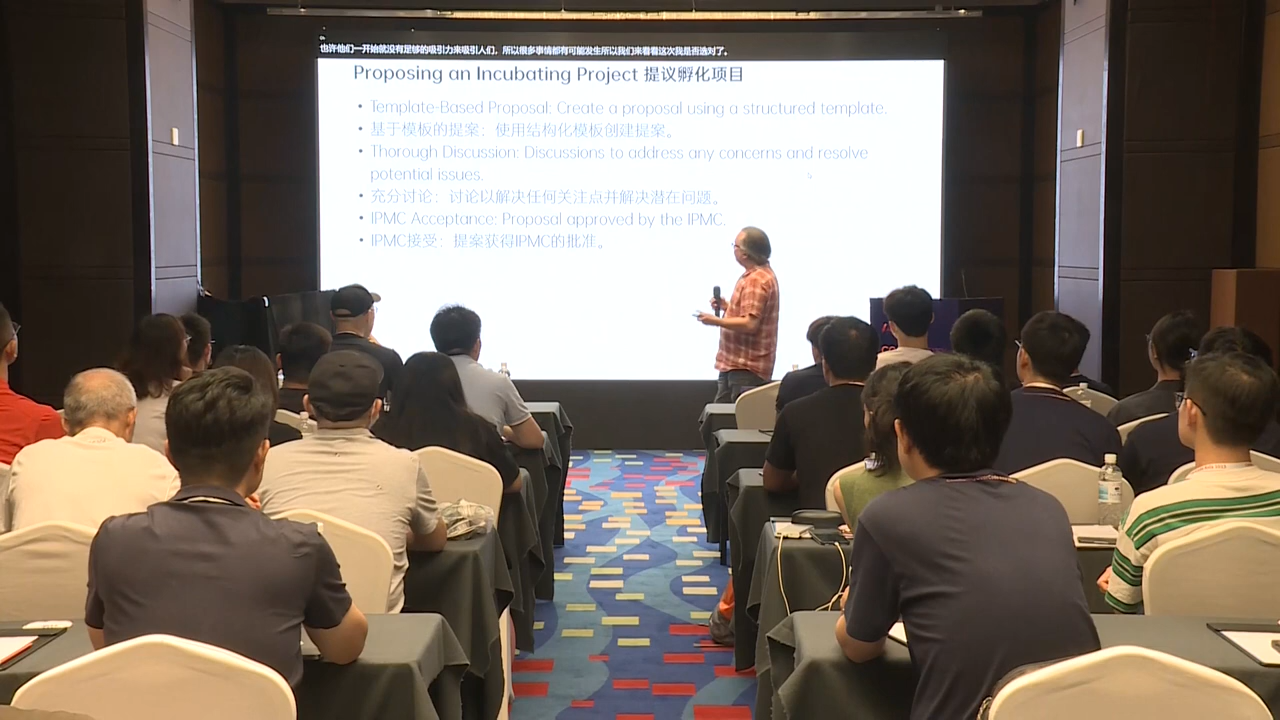 也许他们一开始就没有足够的吸引力来吸引人们，所以很多事情都有可能发生所以我们来看看这次我是否选对了。
Proposing an Incubating Project 提议孵化项目
• Template-Based Proposal: Create a proposal using a structured template.
• 基于模板的提案：使用结构化模板创建提案。
• Thorough Discussion: Discussions to address any concerns and resolve
potential issues.
• 充分讨论：讨论以解决任何关注点并解决潜在问题。
• IPMC Acceptance: Proposal approved by the IPMC.
• IPMC接受：提案获得IPMC的批准。